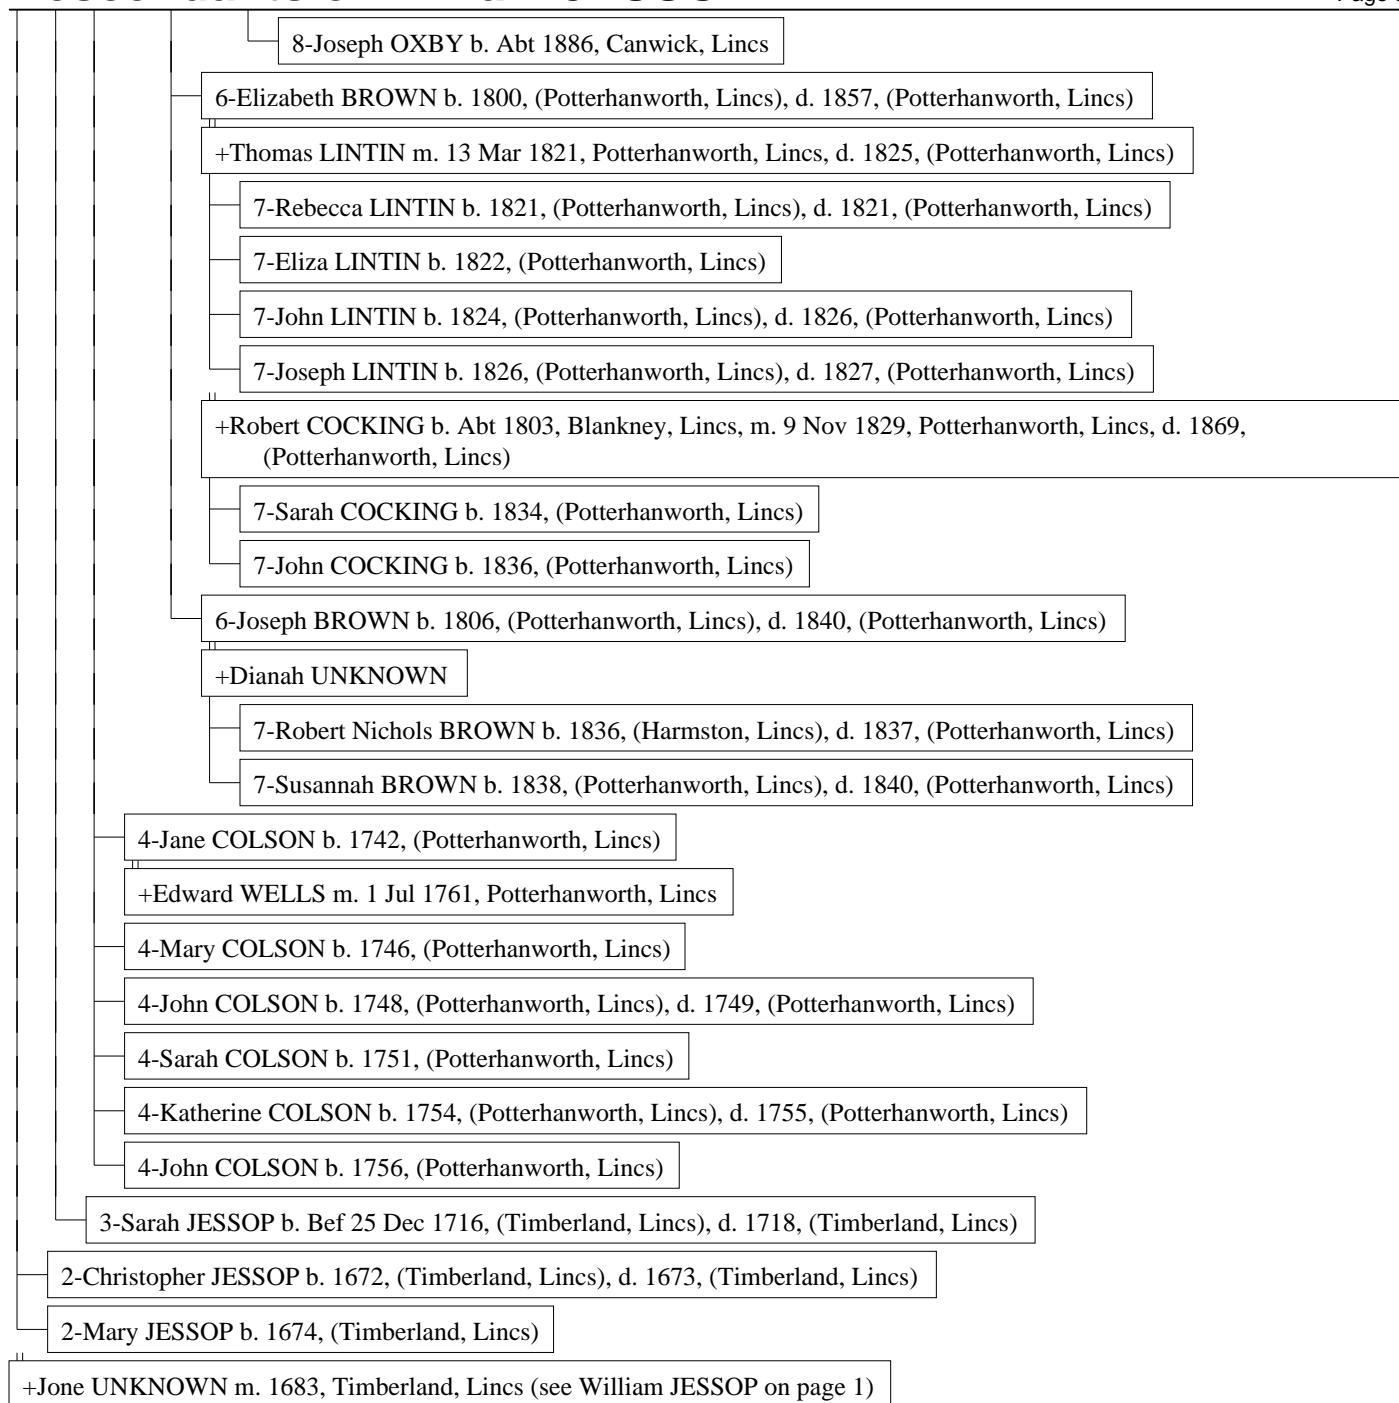 8-Joseph OXBY b. Abt 1886, Canwick, Lincs
6-Elizabeth BROWN b. 1800, (Potterhanworth, Lincs), d. 1857, (Potterhanworth, Lincs)
+Thomas LINTIN m. 13 Mar 1821, Potterhanworth, Lincs, d. 1825, (Potterhanworth, Lincs)
7-Rebecca LINTIN b. 1821, (Potterhanworth, Lincs), d. 1821, (Potterhanworth, Lincs)
7-Eliza LINTIN b. 1822, (Potterhanworth, Lincs)
7-John LINTIN b. 1824, (Potterhanworth, Lincs), d. 1826, (Potterhanworth, Lincs)
7-Joseph LINTIN b. 1826, (Potterhanworth, Lincs), d. 1827, (Potterhanworth, Lincs)
+Robert COCKING b. Abt 1803, Blankney, Lincs, m. 9 Nov 1829, Potterhanworth, Lincs, d. 1869,
(Potterhanworth, Lincs)
7-Sarah COCKING b. 1834, (Potterhanworth, Lincs)
7-John COCKING b. 1836, (Potterhanworth, Lincs)
6-Joseph BROWN b. 1806, (Potterhanworth, Lincs), d. 1840, (Potterhanworth, Lincs)
+Dianah UNKNOWN
7-Robert Nichols BROWN b. 1836, (Harmston, Lincs), d. 1837, (Potterhanworth, Lincs)
7-Susannah BROWN b. 1838, (Potterhanworth, Lincs), d. 1840, (Potterhanworth, Lincs)
4-Jane COLSON b. 1742, (Potterhanworth, Lincs)
+Edward WELLS m. 1 Jul 1761, Potterhanworth, Lincs
4-Mary COLSON b. 1746, (Potterhanworth, Lincs)
4-John COLSON b. 1748, (Potterhanworth, Lincs), d. 1749, (Potterhanworth, Lincs)
4-Sarah COLSON b. 1751, (Potterhanworth, Lincs)
4-Katherine COLSON b. 1754, (Potterhanworth, Lincs), d. 1755, (Potterhanworth, Lincs)
4-John COLSON b. 1756, (Potterhanworth, Lincs)
3-Sarah JESSOP b. Bef 25 Dec 1716, (Timberland, Lincs), d. 1718, (Timberland, Lincs)
2-Christopher JESSOP b. 1672, (Timberland, Lincs), d. 1673, (Timberland, Lincs)
2-Mary JESSOP b. 1674, (Timberland, Lincs)
+Jone UNKNOWN m. 1683, Timberland, Lincs (see William JESSOP on page 1)